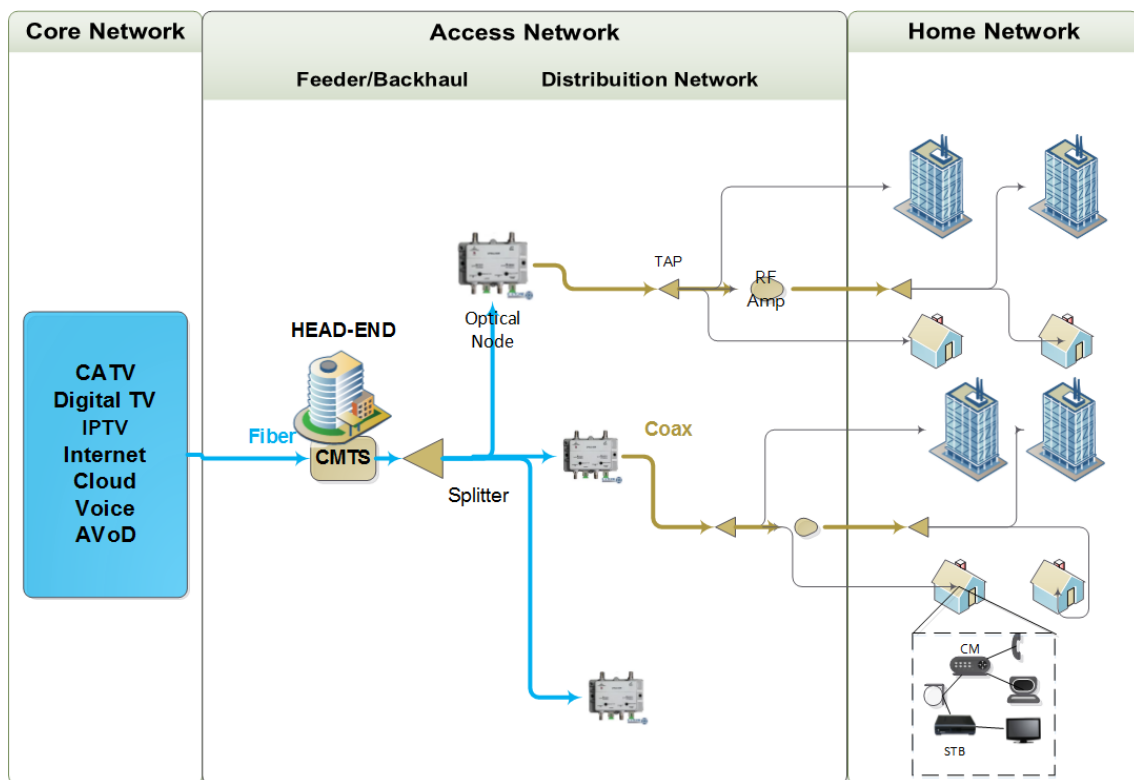 Core Network
Access Network
Home Network
Feeder/Backhaul
Distribuition Network
TAP
RF
Amp
Optical
Node
HEAD-END
CATV
Digital TV
IPTV
Internet
Cloud
Voice
AVoD
Fiber
CMTS
Splitter
Coax
CM
STB